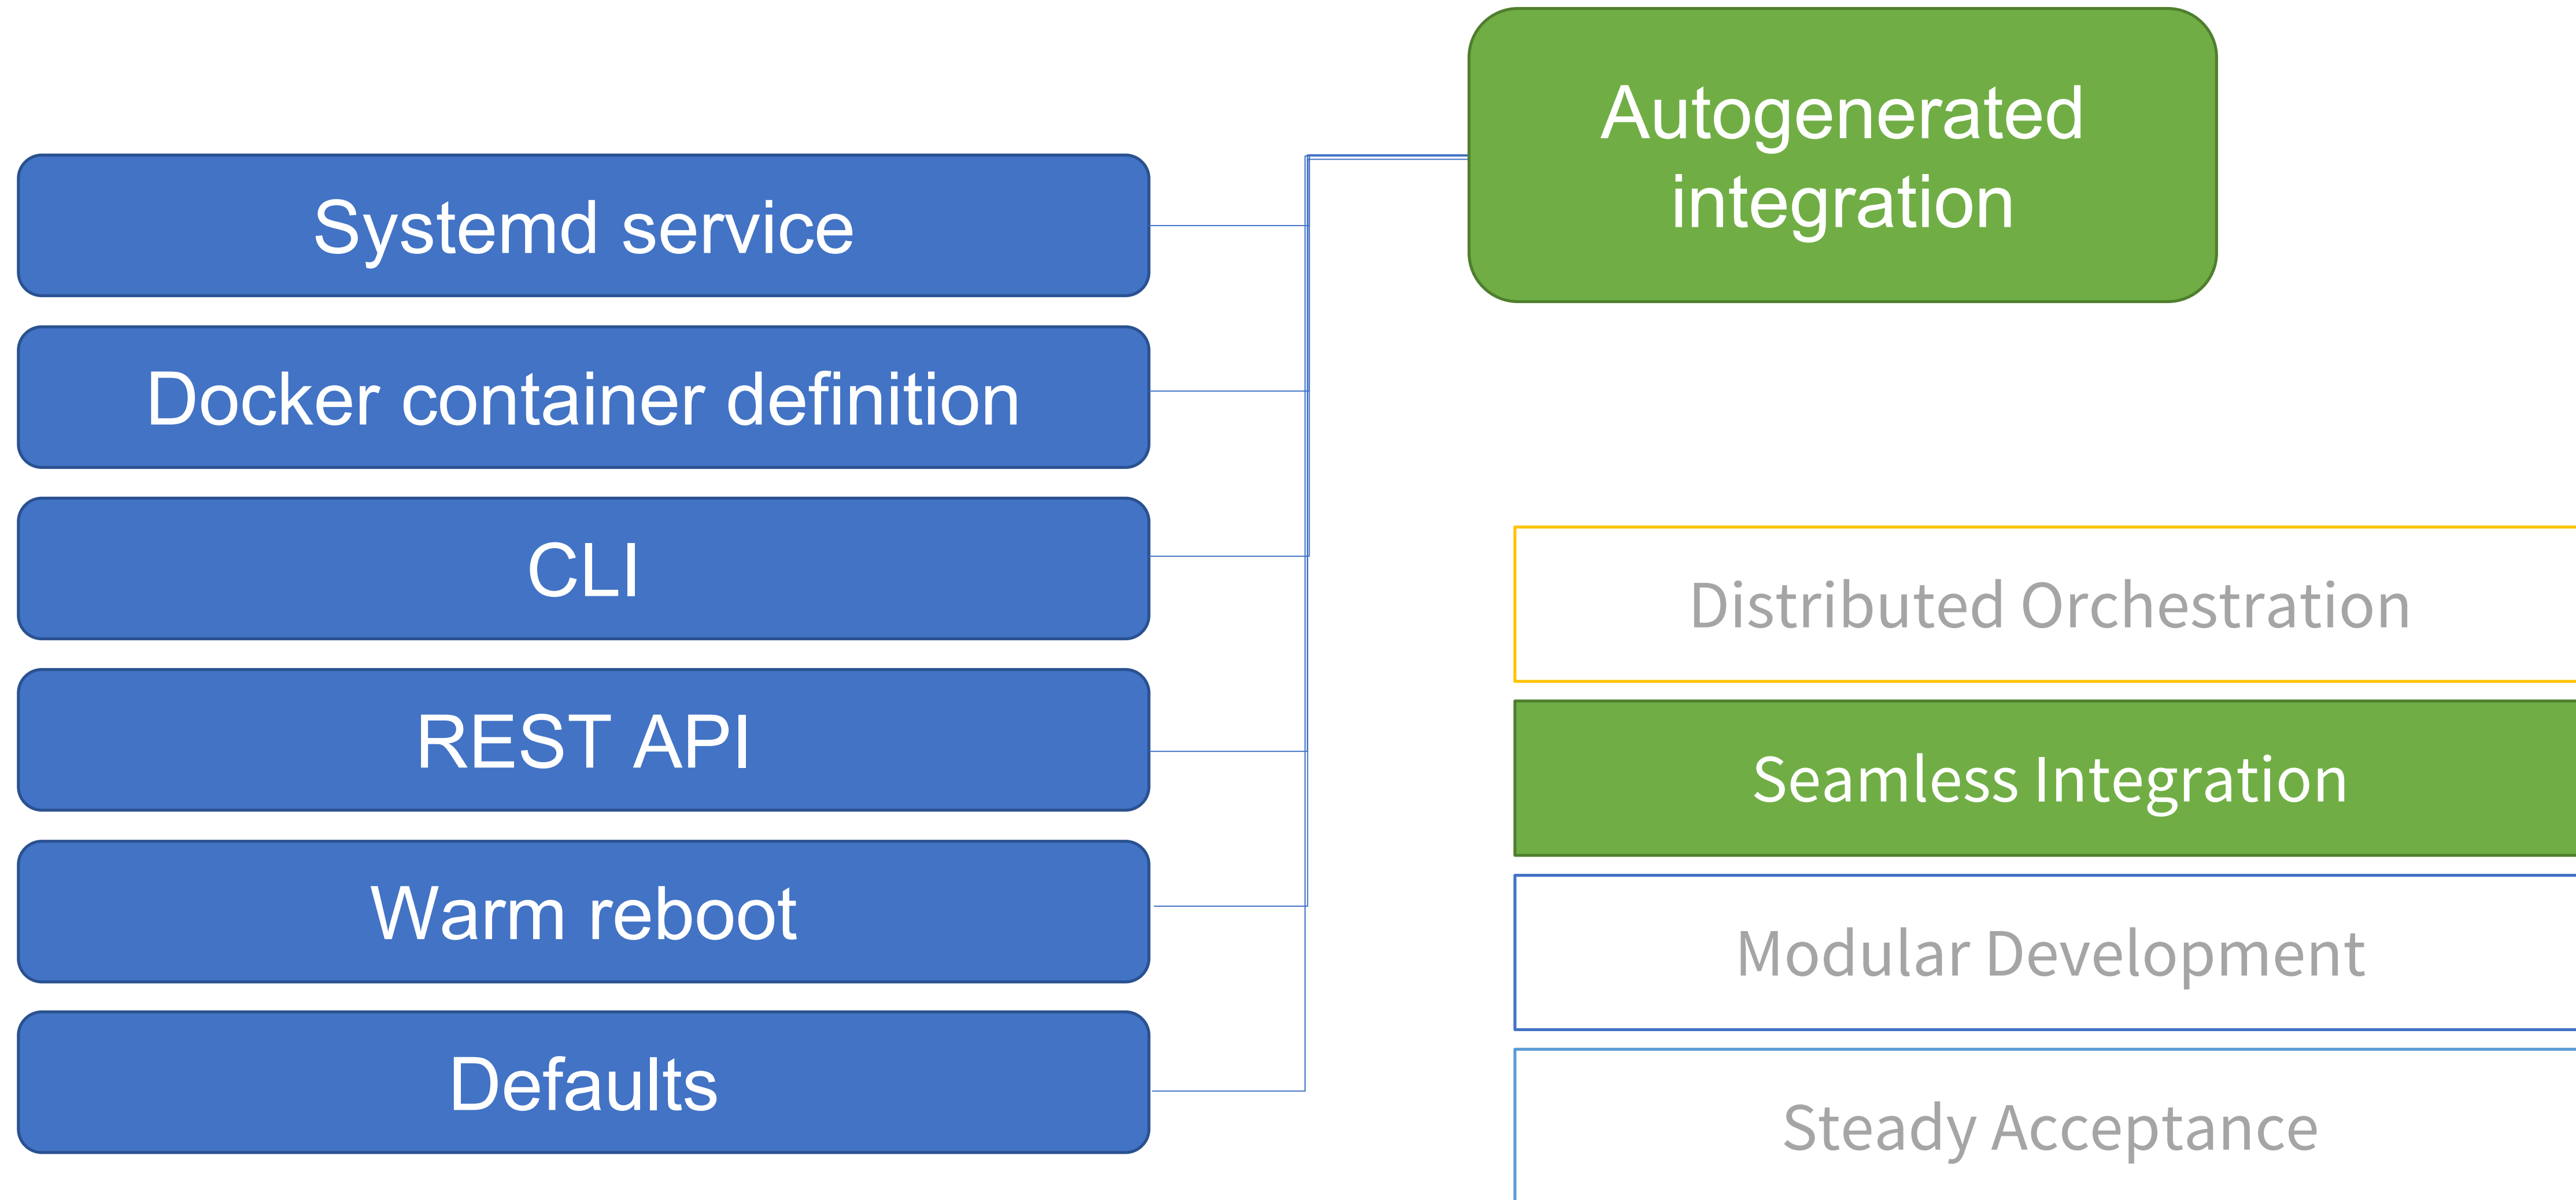 Autogenerated
integration
Systemd service
Docker container definition
CLI
REST API
Warm reboot
Defaults
Distributed Orchestration
Seamless Integration
Modular Development
Steady Acceptance